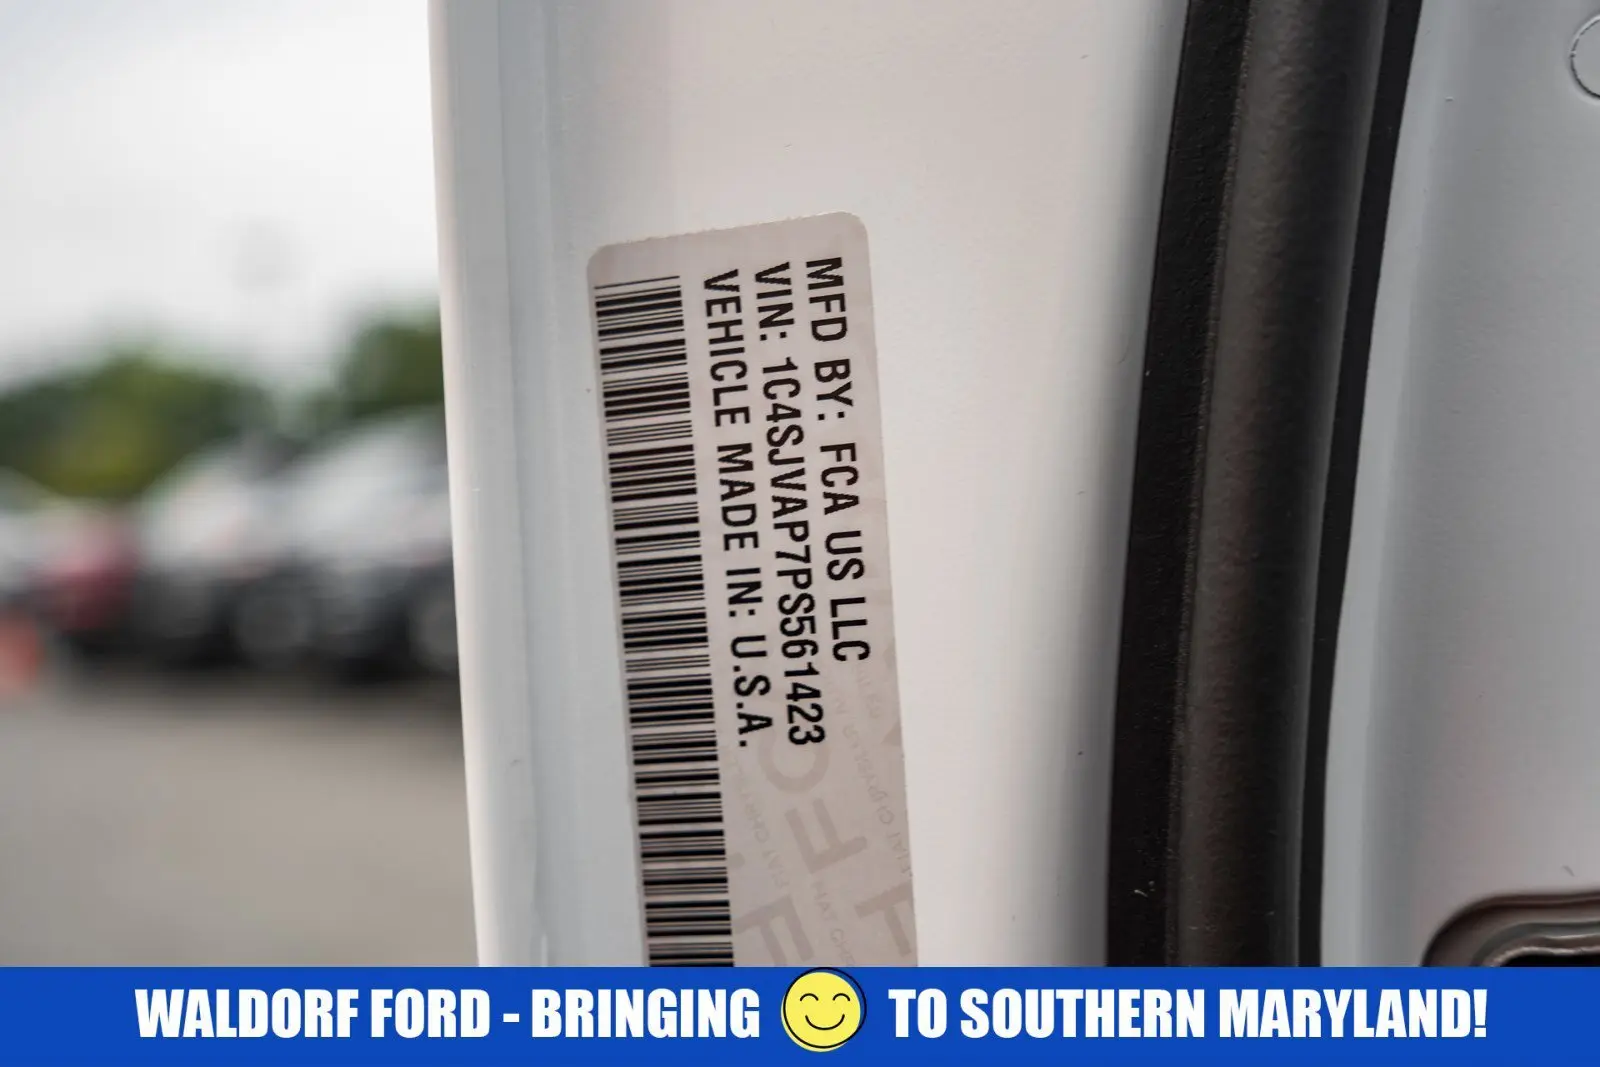 MFD BY: FCA US LLC
VIN: 1C4SJVAP7PS561423
VEHICLE MADE IN: U.S.A.
WALDORF FORD - BRINGING TO SOUTHERN MARYLAND!